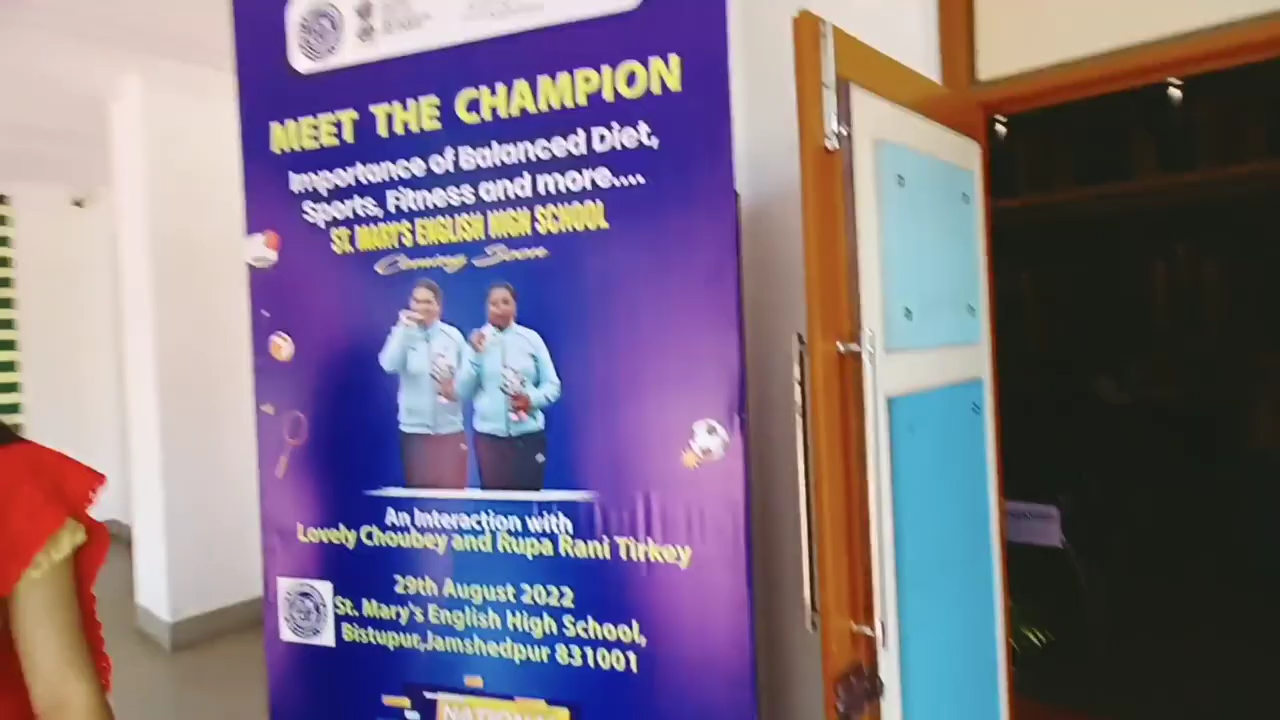 MEET THE CHAMPION
Importance of Balanced Diet,
Sports, Fitness and more....
ST. MARY'S ENGLISH HIGH SCHOOL
Coming Soon
An Interaction with
Lovely Choubey and Rupa Rani Tirkey
29th August 2022
St. Mary's English High School,
Bistupur,Jamshedpur 831001
NATIONAL